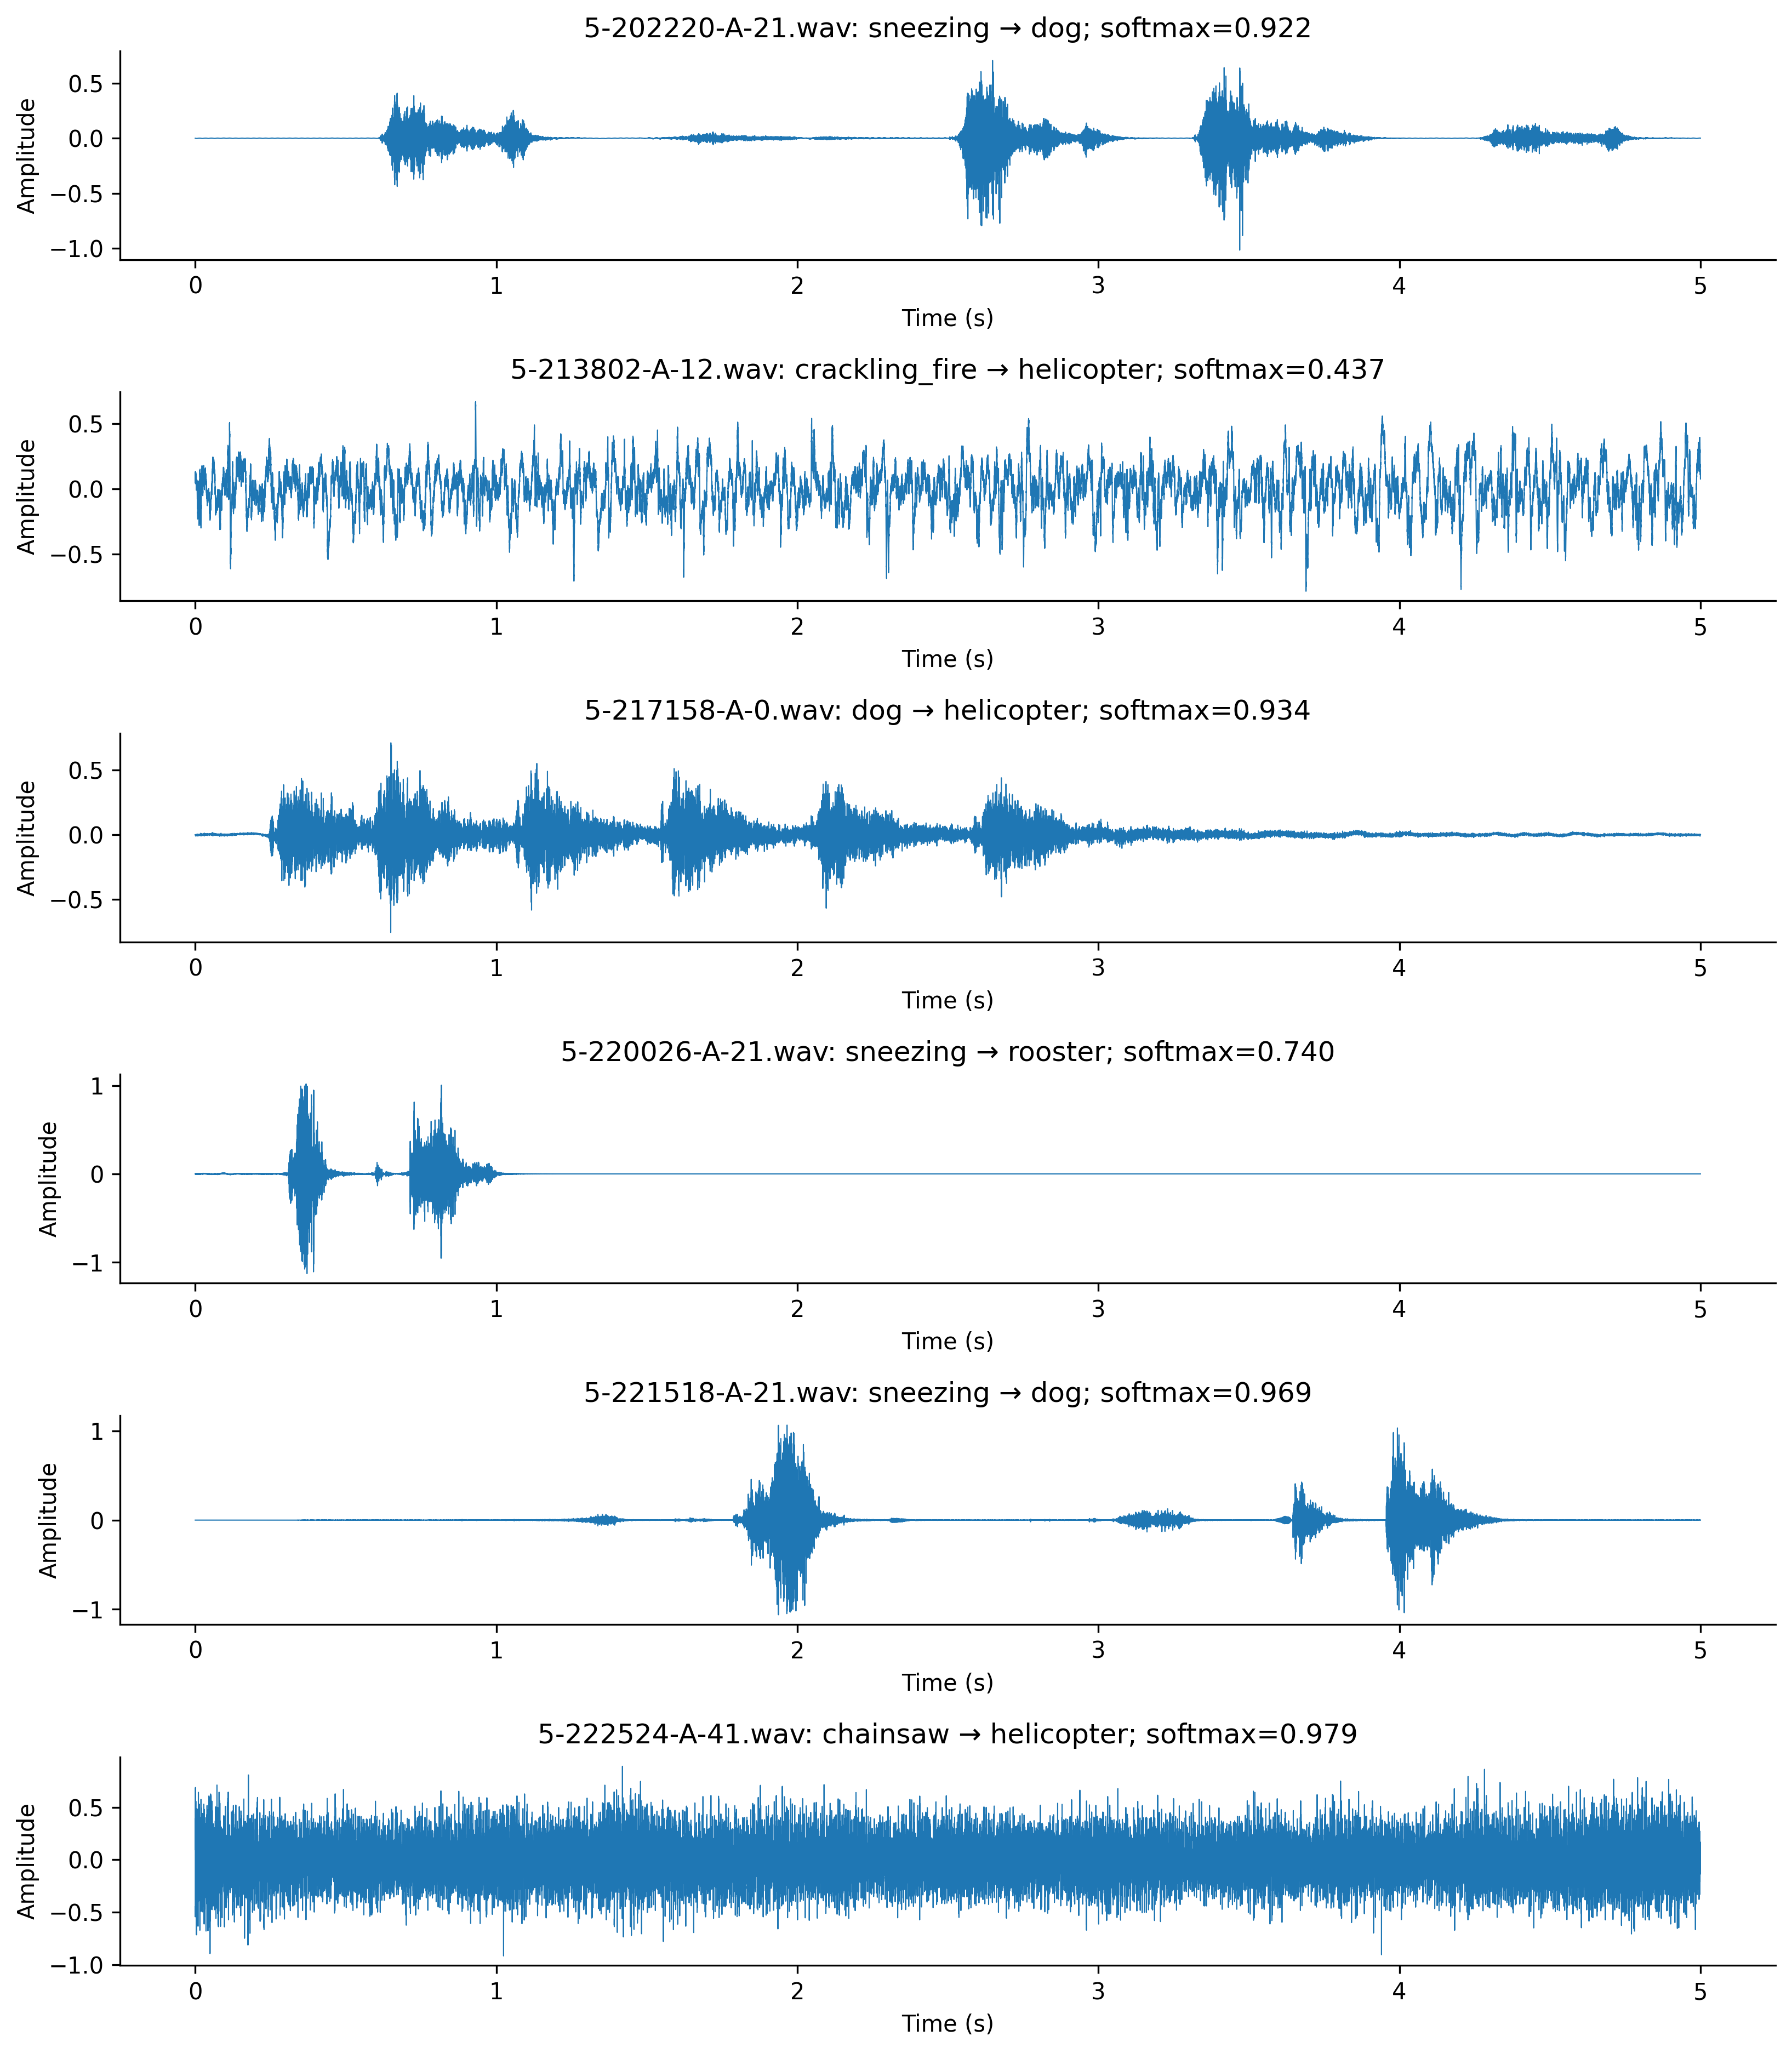 5-202220-A-21.wav: sneezing → dog; softmax=0.922
Amplitude
0.5
0.0
−0.5
−1.0
0 1 2 3 4 5
Time (s)
5-213802-A-12.wav: crackling_fire → helicopter; softmax=0.437
Amplitude
0.5
0.0
−0.5
0 1 2 3 4 5
Time (s)
5-217158-A-0.wav: dog → helicopter; softmax=0.934
Amplitude
0.5
0.0
−0.5
0 1 2 3 4 5
Time (s)
5-220026-A-21.wav: sneezing → rooster; softmax=0.740
Amplitude
1
0
−1
0 1 2 3 4 5
Time (s)
5-221518-A-21.wav: sneezing → dog; softmax=0.969
Amplitude
1
0
−1
0 1 2 3 4 5
Time (s)
5-222524-A-41.wav: chainsaw → helicopter; softmax=0.979
Amplitude
0.5
0.0
−0.5
−1.0
0 1 2 3 4 5
Time (s)